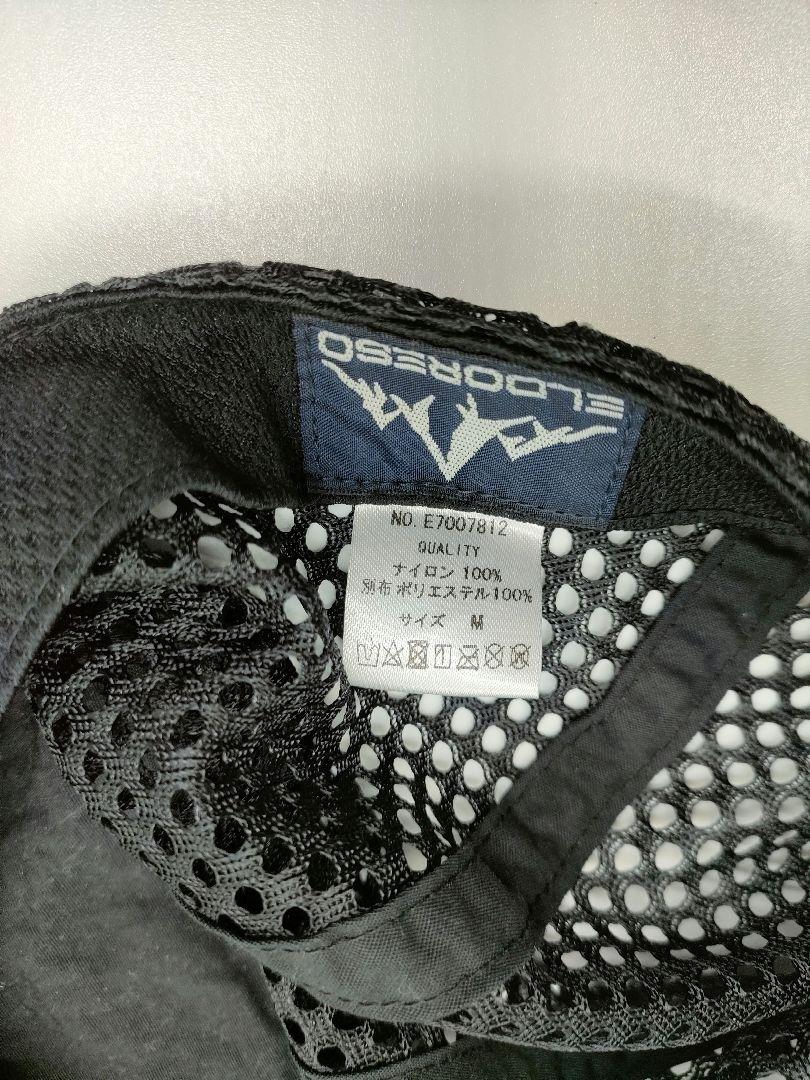 ELDORESO
NO. E7007812
QUALITY
ナイロン 100%
別布 ポリエステル100%
サイズ M